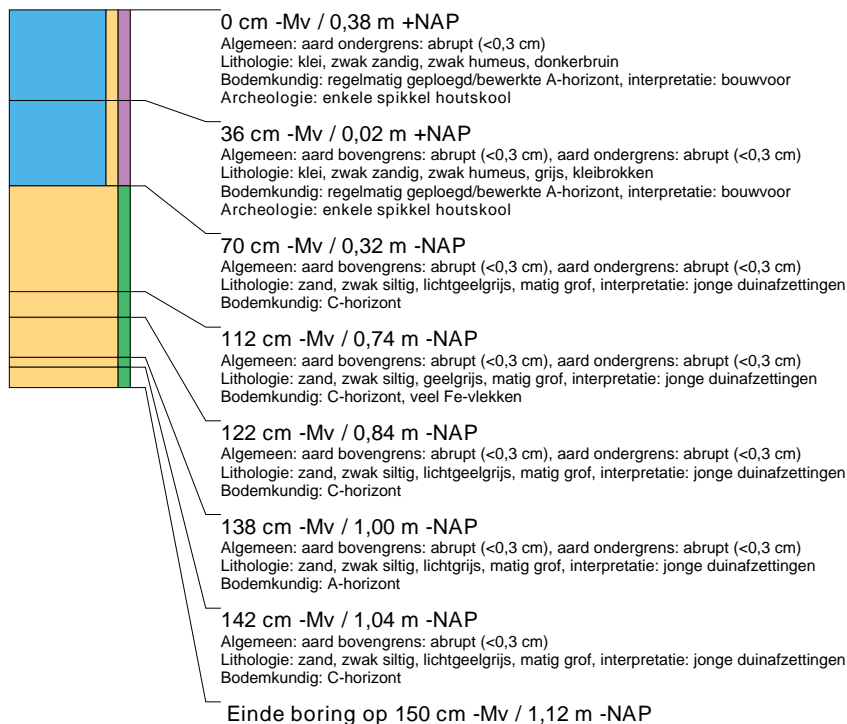 0 cm -Mv / 0,38 m +NAP
Algemeen: aard ondergrens: abrupt (<0,3 cm)
Lithologie: klei, zwak zandig, zwak humeus, donkerbruin
Bodemkundig: regelmatig geploegd/bewerkte A-horizont, interpretatie: bouwvoor
Archeologie: enkele spikkel houtskool
36 cm -Mv / 0,02 m +NAP
Algemeen: aard bovengrens: abrupt (<0,3 cm), aard ondergrens: abrupt (<0,3 cm)
Lithologie: klei, zwak zandig, zwak humeus, grijs, kleibrokken
Bodemkundig: regelmatig geploegd/bewerkte A-horizont, interpretatie: bouwvoor
Archeologie: enkele spikkel houtskool
70 cm -Mv / 0,32 m -NAP
Algemeen: aard bovengrens: abrupt (<0,3 cm), aard ondergrens: abrupt (<0,3 cm)
Lithologie: zand, zwak siltig, lichtgeelgrijs, matig grof, interpretatie: jonge duinafzettingen
Bodemkundig: C-horizont
112 cm -Mv / 0,74 m -NAP
Algemeen: aard bovengrens: abrupt (<0,3 cm), aard ondergrens: abrupt (<0,3 cm)
Lithologie: zand, zwak siltig, geelgrijs, matig grof, interpretatie: jonge duinafzettingen
Bodemkundig: C-horizont, veel Fe-vlekken
122 cm -Mv / 0,84 m -NAP
Algemeen: aard bovengrens: abrupt (<0,3 cm), aard ondergrens: abrupt (<0,3 cm)
Lithologie: zand, zwak siltig, lichtgeelgrijs, matig grof, interpretatie: jonge duinafzettingen
Bodemkundig: C-horizont
138 cm -Mv / 1,00 m -NAP
Algemeen: aard bovengrens: abrupt (<0,3 cm), aard ondergrens: abrupt (<0,3 cm)
Lithologie: zand, zwak siltig, lichtgrijs, matig grof, interpretatie: jonge duinafzettingen
Bodemkundig: A-horizont
142 cm -Mv / 1,04 m -NAP
Algemeen: aard bovengrens: abrupt (<0,3 cm)
Lithologie: zand, zwak siltig, lichtgeelgrijs, matig grof, interpretatie: jonge duinafzettingen
Bodemkundig: C-horizont
Einde boring op 150 cm -Mv / 1,12 m -NAP